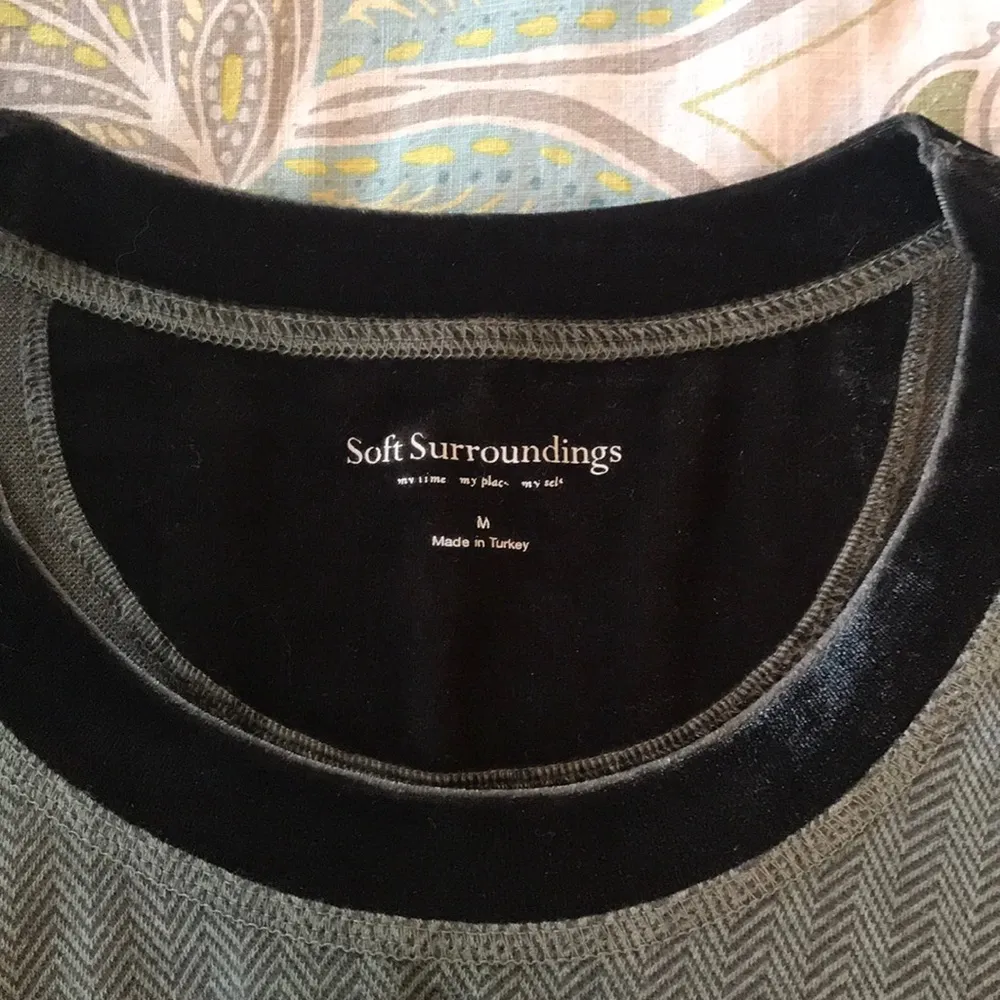 Soft Surroundings
my time my place my self
M
Made in Turkey